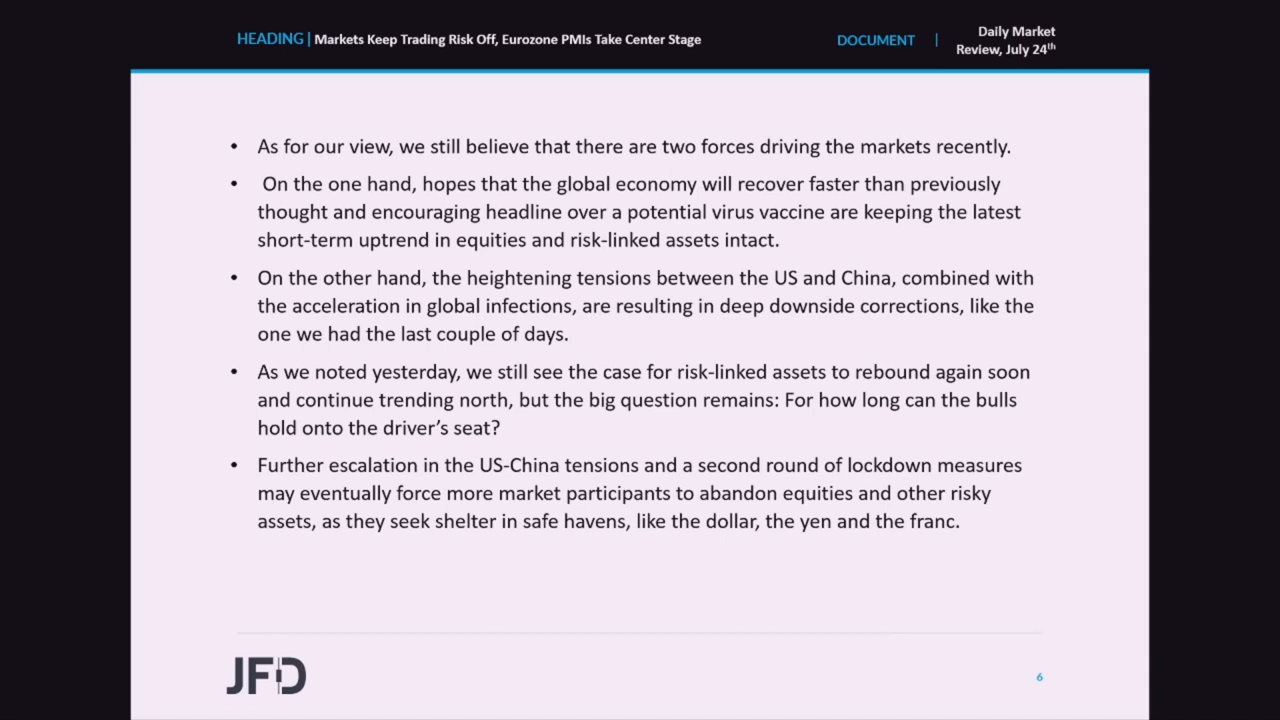 HEADING | Markets Keep Trading Risk Off, Eurozone PMIs Take Center Stage
DOCUMENT | Daily Market
Review, July 24th
• As for our view, we still believe that there are two forces driving the markets recently.
• On the one hand, hopes that the global economy will recover faster than previously
thought and encouraging headline over a potential virus vaccine are keeping the latest
short-term uptrend in equities and risk-linked assets intact.
• On the other hand, the heightening tensions between the US and China, combined with
the acceleration in global infections, are resulting in deep downside corrections, like the
one we had the last couple of days.
• As we noted yesterday, we still see the case for risk-linked assets to rebound again soon
and continue trending north, but the big question remains: For how long can the bulls
hold onto the driver’s seat?
• Further escalation in the US-China tensions and a second round of lockdown measures
may eventually force more market participants to abandon equities and other risky
assets, as they seek shelter in safe havens, like the dollar, the yen and the franc.
JFD
6